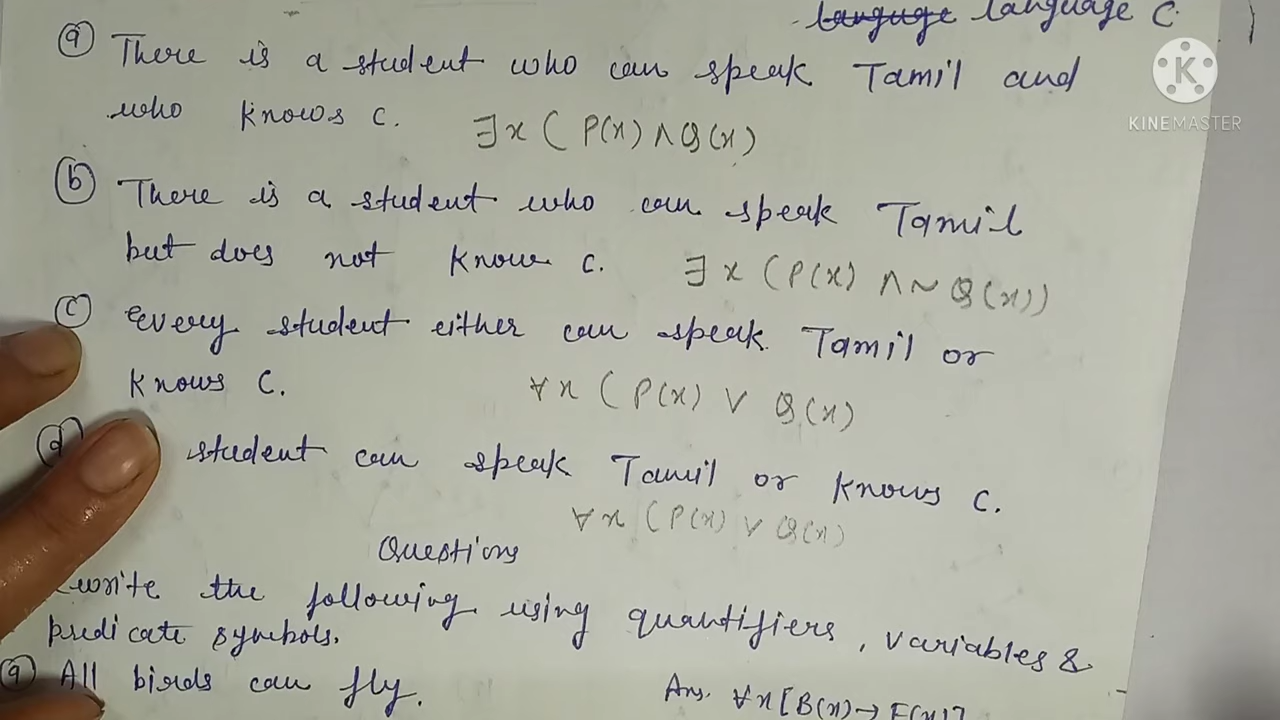 languge language C.
K
KINEMASTER
(a) There is a student who can speak Tamil and
who knows C. ∃x (P(x) ∧ Q(x)
(b) There is a student who can speak Tamil
but does not know C. ∃x (P(x) ∧ ~ Q(x))
(c) Every student either can speak Tamil or
knows C. ∀x (P(x) ∨ Q(x)
(d) student can speak Tamil or knows C.
∀x (P(x) ∨ Q(x)
Questions
write the following using quantifiers, variables &
predicate symbols.
(a) All birds can fly. Ans. ∀x [B(x) → F(x)]